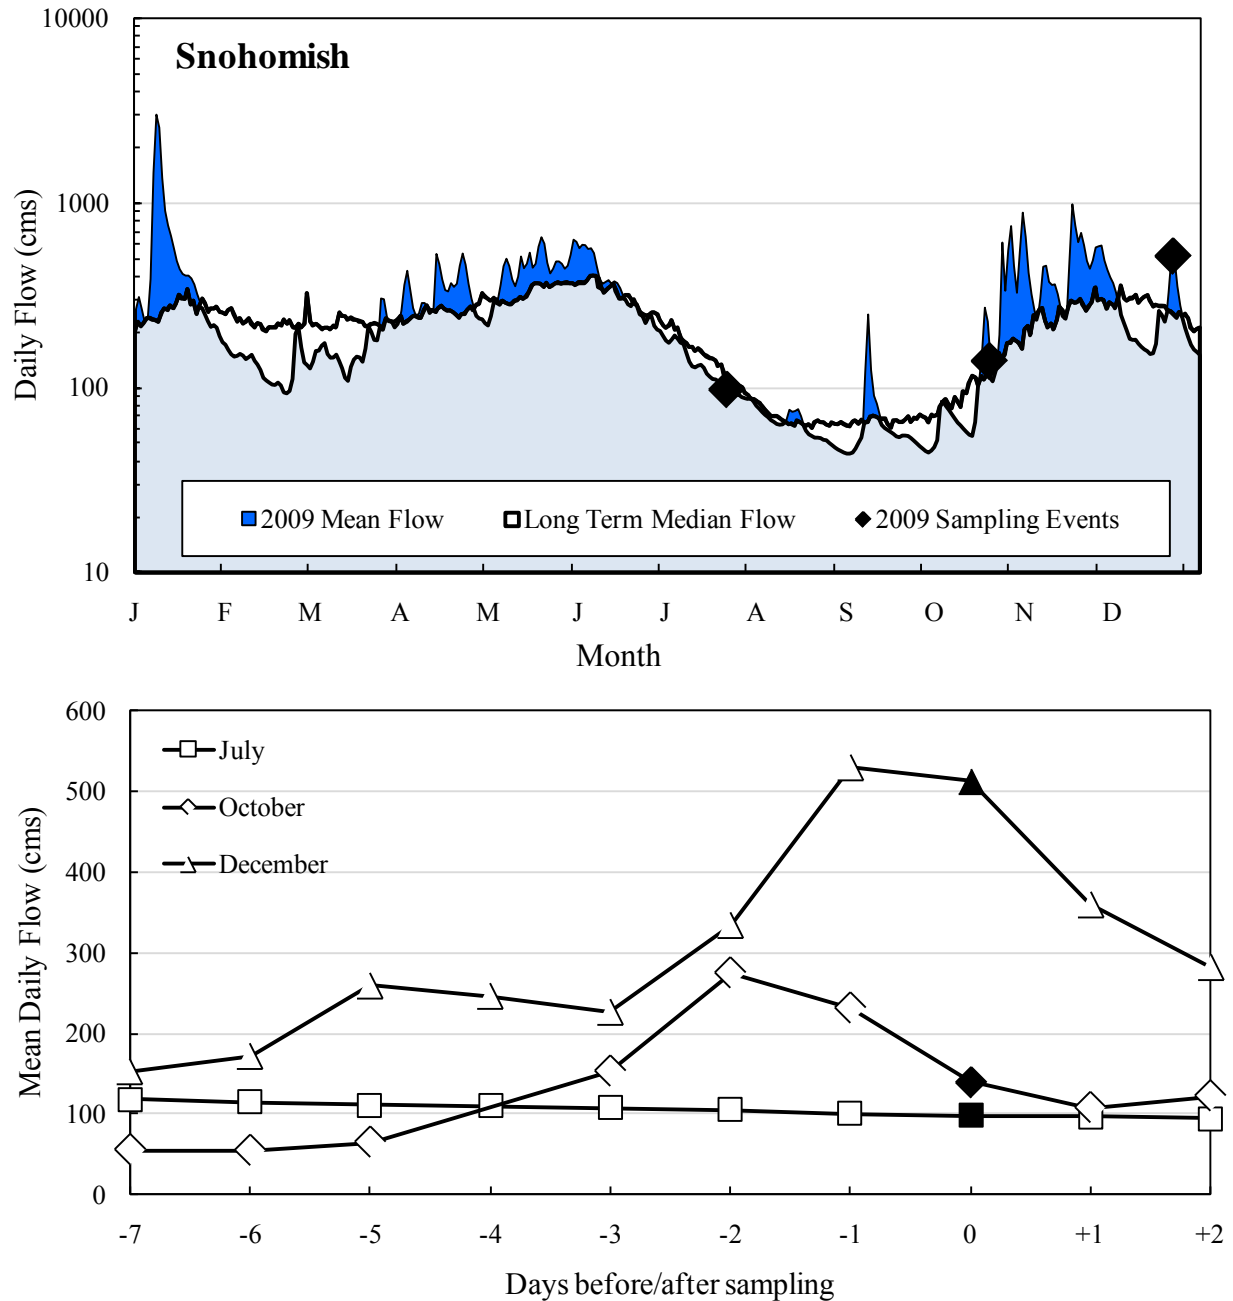 Snohomish
Daily Flow (cms)
10000
1000
100
10
2009 Mean Flow Long Term Median Flow 2009 Sampling Events
J F M A M J J A S O N D
Month
Mean Daily Flow (cms)
600
500
400
300
200
100
0
July
October
December
-7 -6 -5 -4 -3 -2 -1 0 +1 +2
Days before/after sampling